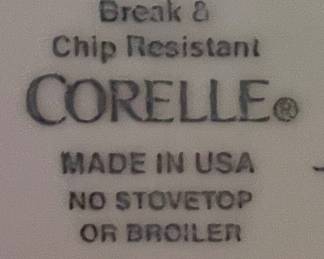 Break &
Chip Resistant
CORELLE®
MADE IN USA
NO STOVETOP
OR BROILER